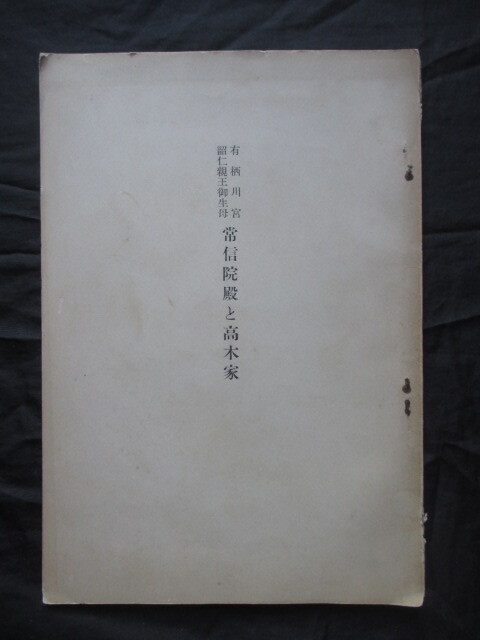 有栖川宮
韶仁親王御生母
常信院殿と高木家